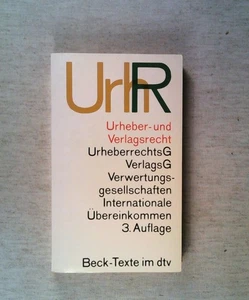 UrhR
Urheber- und
Verlagsrecht
UrheberrechtsG
VerlagsG
Verwertungs-
gesellschaften
Internationale
Übereinkommen
3. Auflage
Beck-Texte im dtv